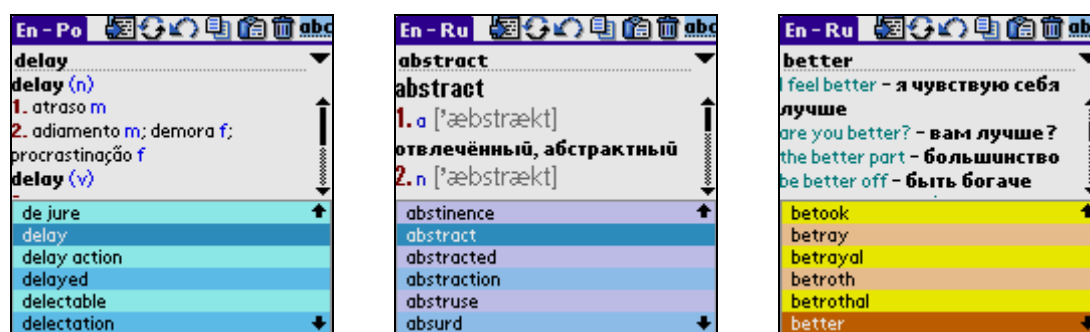 En - Po abc
delay
delay (n)
1. atraso m
2. adiamento m; demora f;
procrastinação f
delay (v)
de jure
delay
delay action
delayed
delectable
delectation
En - Ru abc
abstract
abstract
1. a ['æbstrækt]
отвлечённый, абстрактный
2. n ['æbstrækt]
abstinence
abstract
abstracted
abstraction
abstruse
absurd
En - Ru ab
better
I feel better – я чувствую себя
лучше
are you better? – вам лучше?
the better part – большинство
be better off – быть богаче
betook
betray
betrayal
betroth
betrothal
better